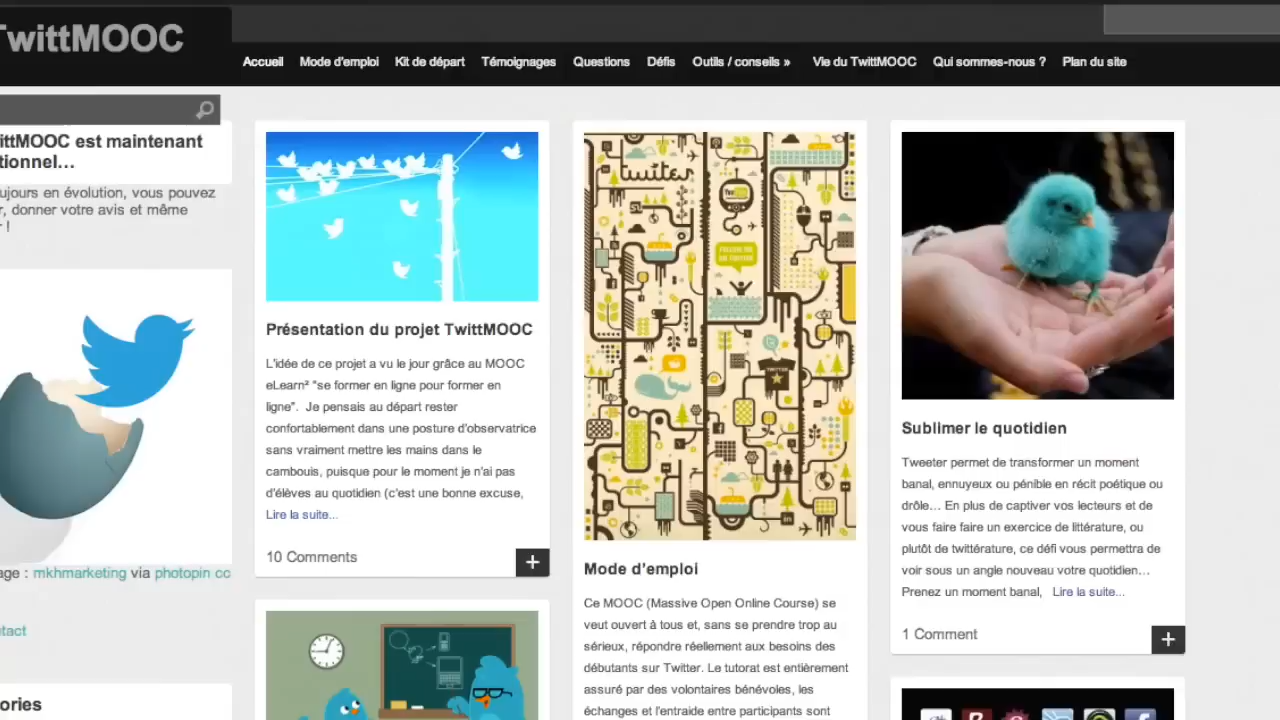 TwittMOOC
Accueil Mode d'emploi Kit de départ Témoignages Questions Défis Outils / conseils » Vie du TwittMOOC Qui sommes-nous ? Plan du site
ittMOOC est maintenant
tionnel...
ujours en évolution, vous pouvez
r, donner votre avis et même
!
age : mkhmarketing via photopin cc
tact
ories
Présentation du projet TwittMOOC
L'idée de ce projet a vu le jour grâce au MOOC
eLearn² "se former en ligne pour former en
ligne". Je pensais au départ rester
confortablement dans une posture d'observatrice
sans vraiment mettre les mains dans le
cambouis, puisque pour le moment je n'ai pas
d'élèves au quotidien (c'est une bonne excuse,
Lire la suite...
10 Comments
+
twitter
FOLLOW ME
ON TWITTER
TWITTER
Mode d'emploi
Ce MOOC (Massive Open Online Course) se
veut ouvert à tous et, sans se prendre trop au
sérieux, répondre réellement aux besoins des
débutants sur Twitter. Le tutorat est entièrement
assuré par des volontaires bénévoles, les
échanges et l'entraide entre participants sont
Sublimer le quotidien
Tweeter permet de transformer un moment
banal, ennuyeux ou pénible en récit poétique ou
drôle... En plus de captiver vos lecteurs et de
vous faire faire un exercice de littérature, ou
plutôt de twittérature, ce défi vous permettra de
voir sous un angle nouveau votre quotidien...
Prenez un moment banal, Lire la suite...
1 Comment
+